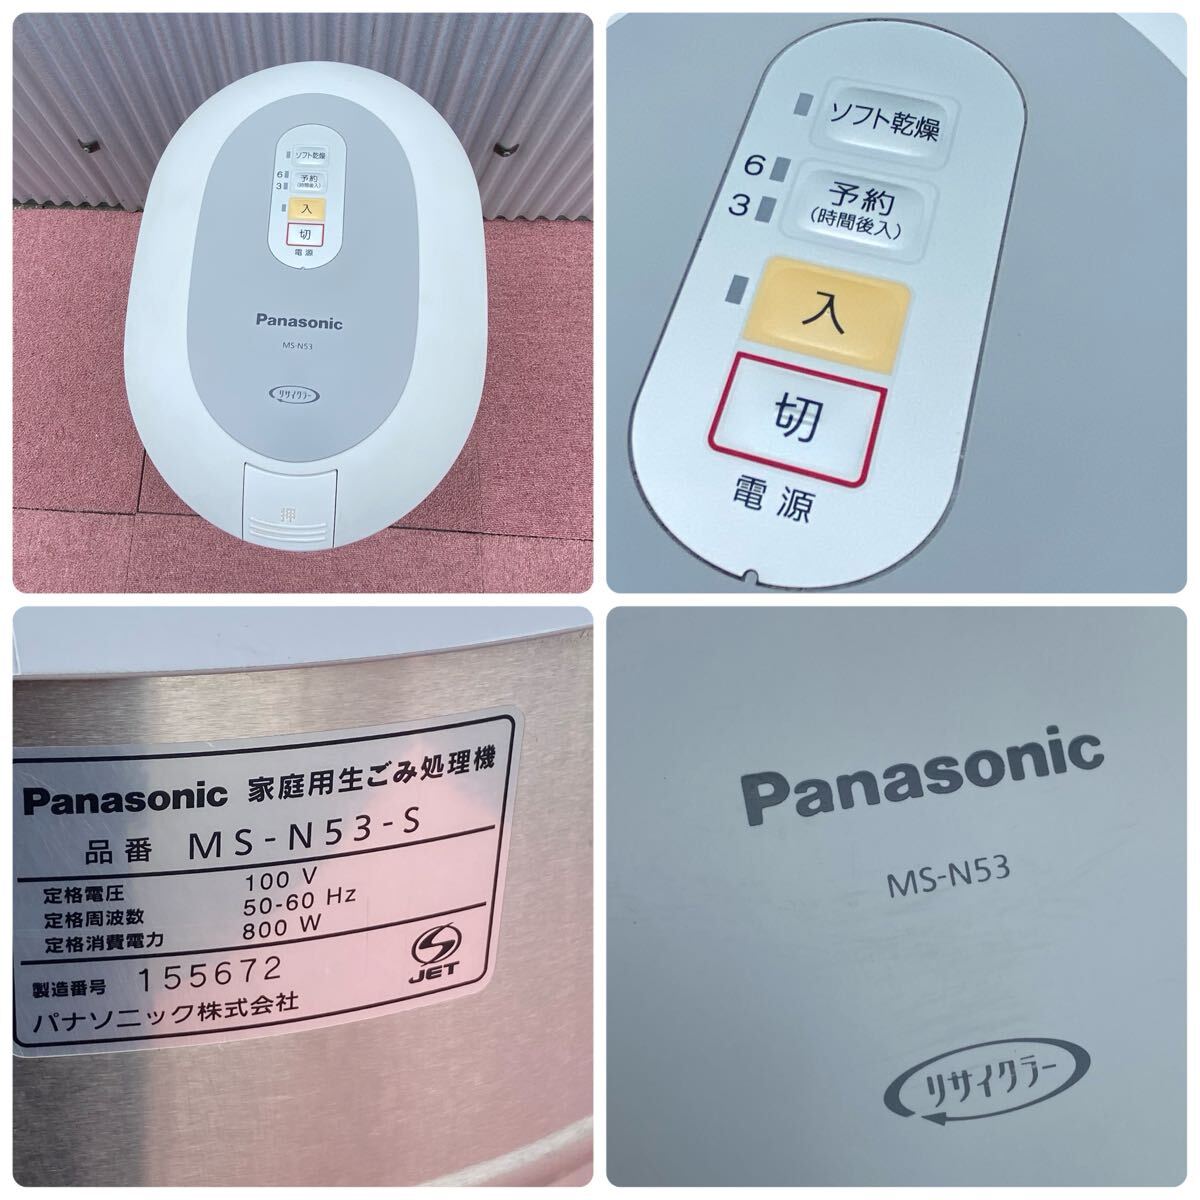 ソフト乾燥
6
予約
3
(時間後入)
入
切
電源
Panasonic
MS-N53
リサイクラー
押
ソフト乾燥
6
予約
3
(時間後入)
入
切
電源
Panasonic 家庭用生ごみ処理機
品番 MS-N53-S
定格電圧 100 V
定格周波数 50-60 Hz
定格消費電力 800 W
製造番号 155672
JET
パナソニック株式会社
Panasonic
MS-N53
リサイクラー